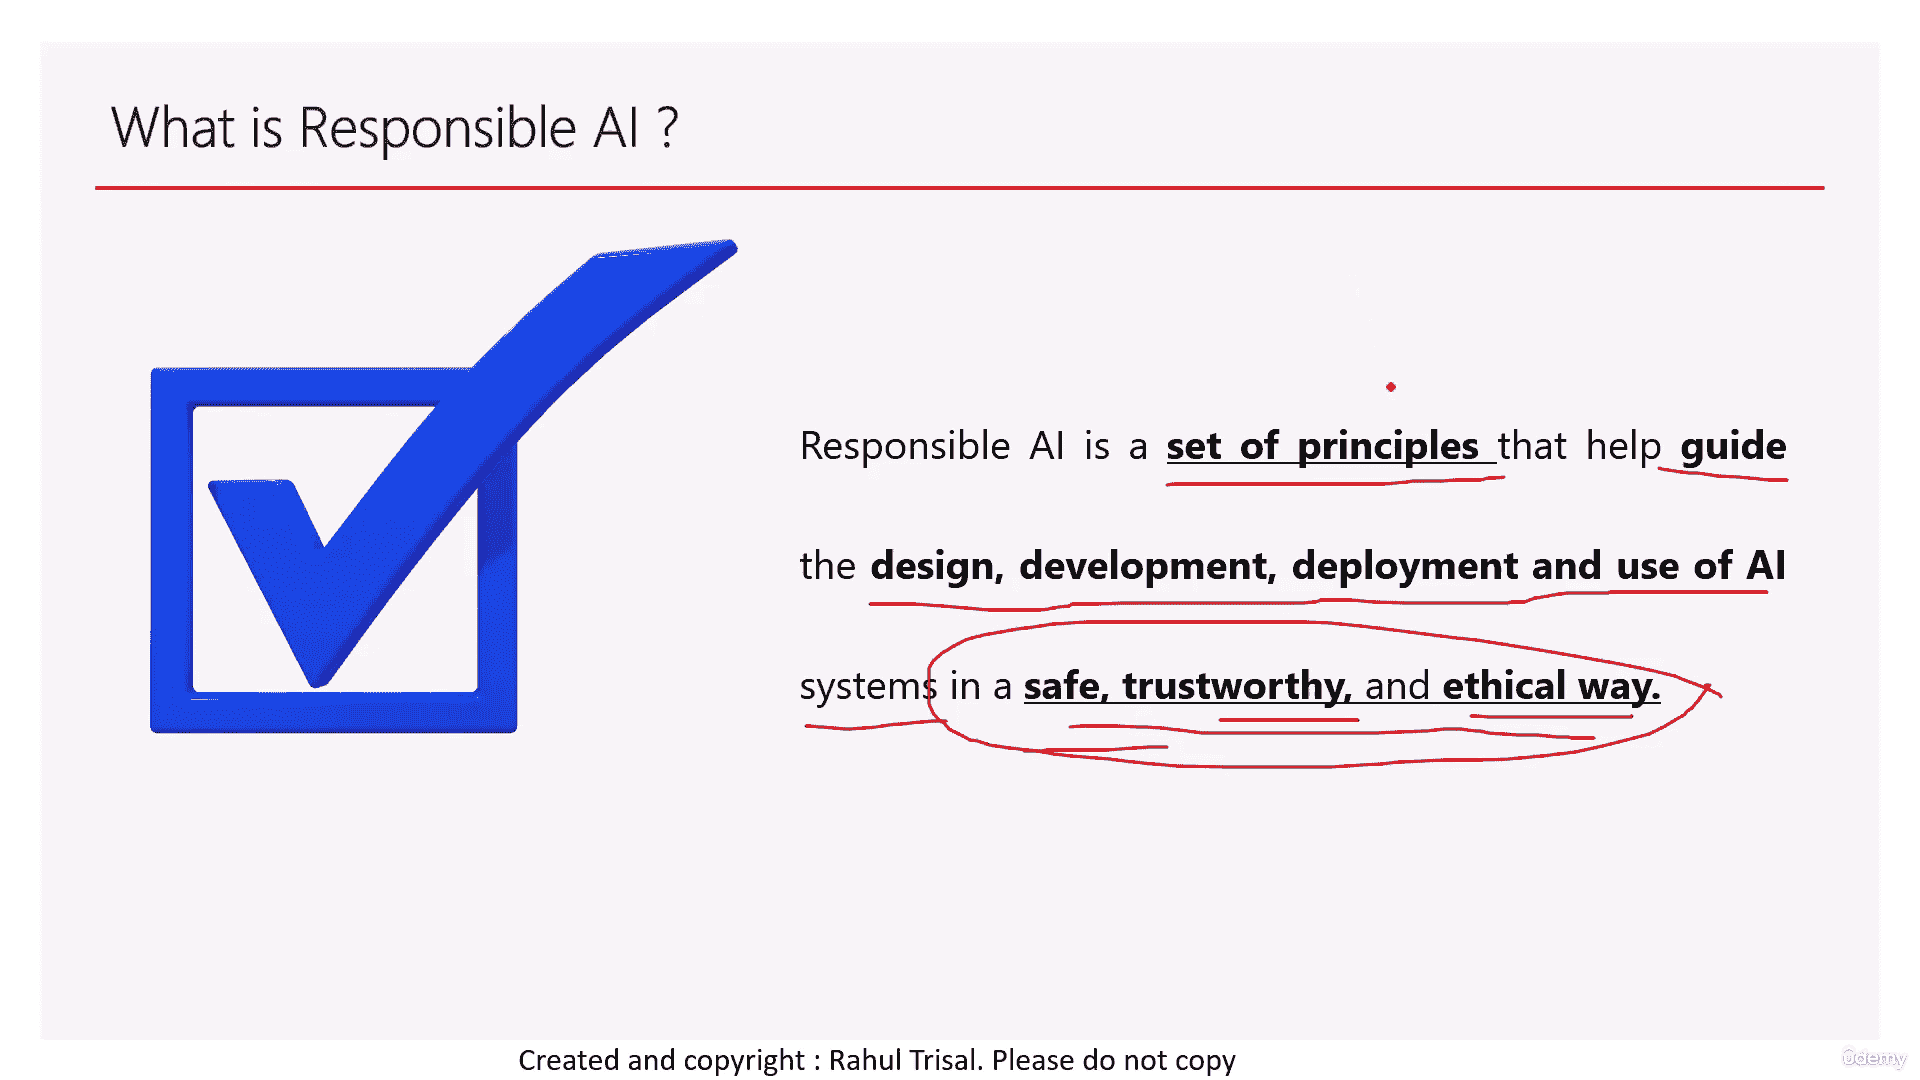 What is Responsible AI ?
Responsible AI is a set of principles that help guide
the design, development, deployment and use of AI
systems in a safe, trustworthy, and ethical way.
Created and copyright : Rahul Trisal. Please do not copy
ûdemy